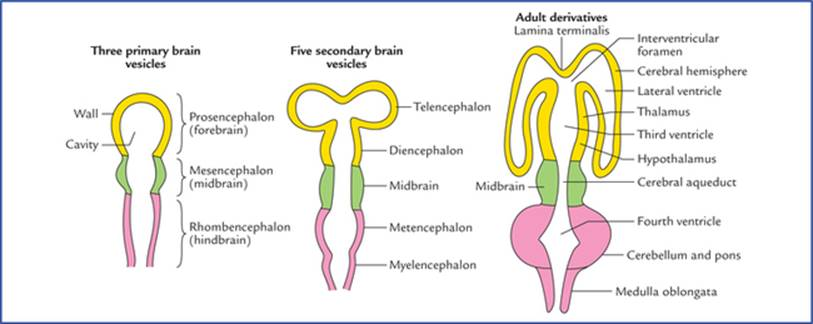 Three primary brain
vesicles
Wall
Cavity
Prosencephalon
(forebrain)
Mesencephalon
(midbrain)
Rhombencephalon
(hindbrain)
Five secondary brain
vesicles
Telencephalon
Diencephalon
Midbrain
Metencephalon
Myelencephalon
Adult derivatives
Lamina terminalis
Interventricular
foramen
Cerebral hemisphere
Lateral ventricle
Thalamus
Third ventricle
Hypothalamus
Midbrain
Cerebral aqueduct
Fourth ventricle
Cerebellum and pons
Medulla oblongata